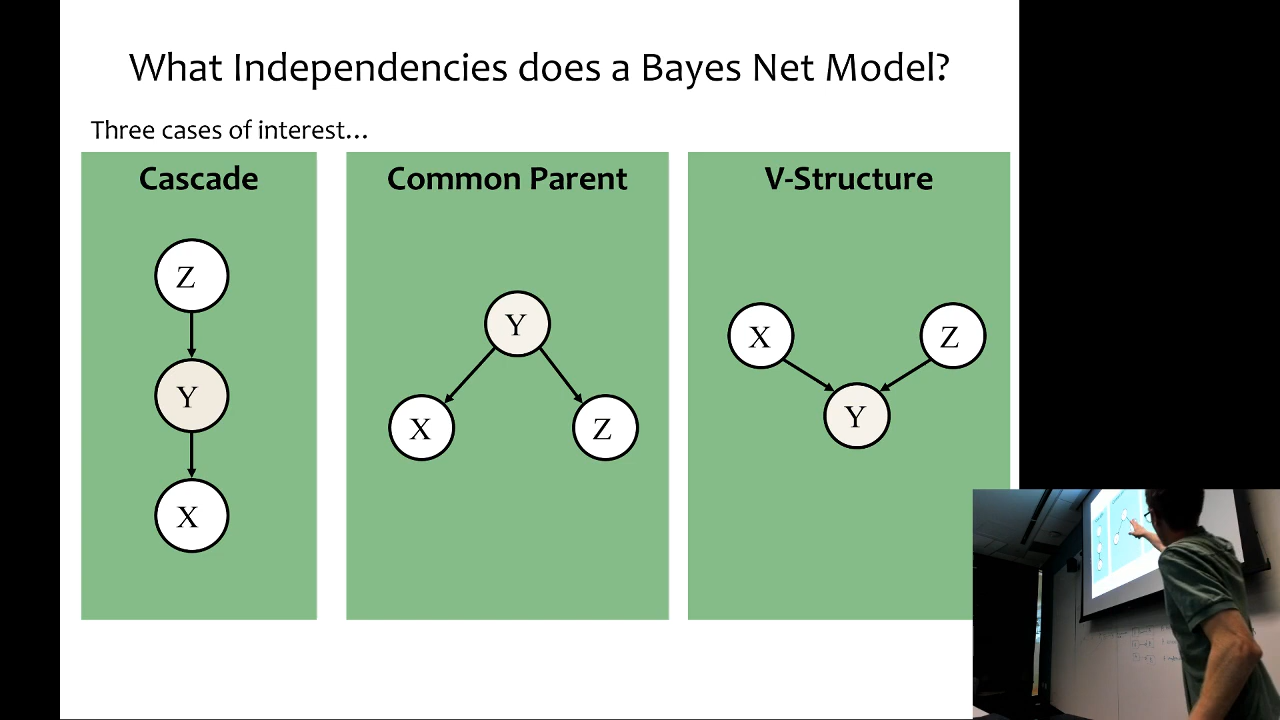 What Independencies does a Bayes Net Model?
Three cases of interest…
Cascade
Z
Y
X
Common Parent
Y
X
Z
V-Structure
X
Z
Y